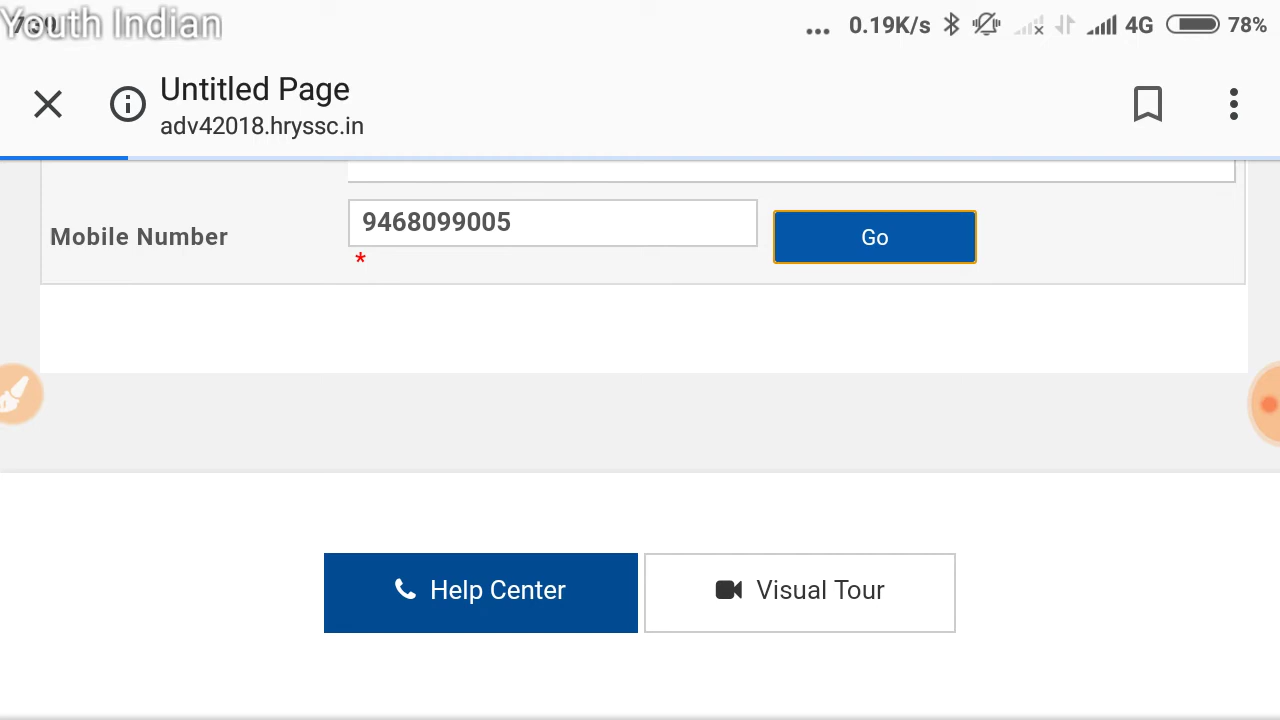 Youth Indian
... 0.19K/s 4G 78%
Untitled Page
adv42018.hryssc.in
Mobile Number 9468099005 Go
*
Help Center Visual Tour